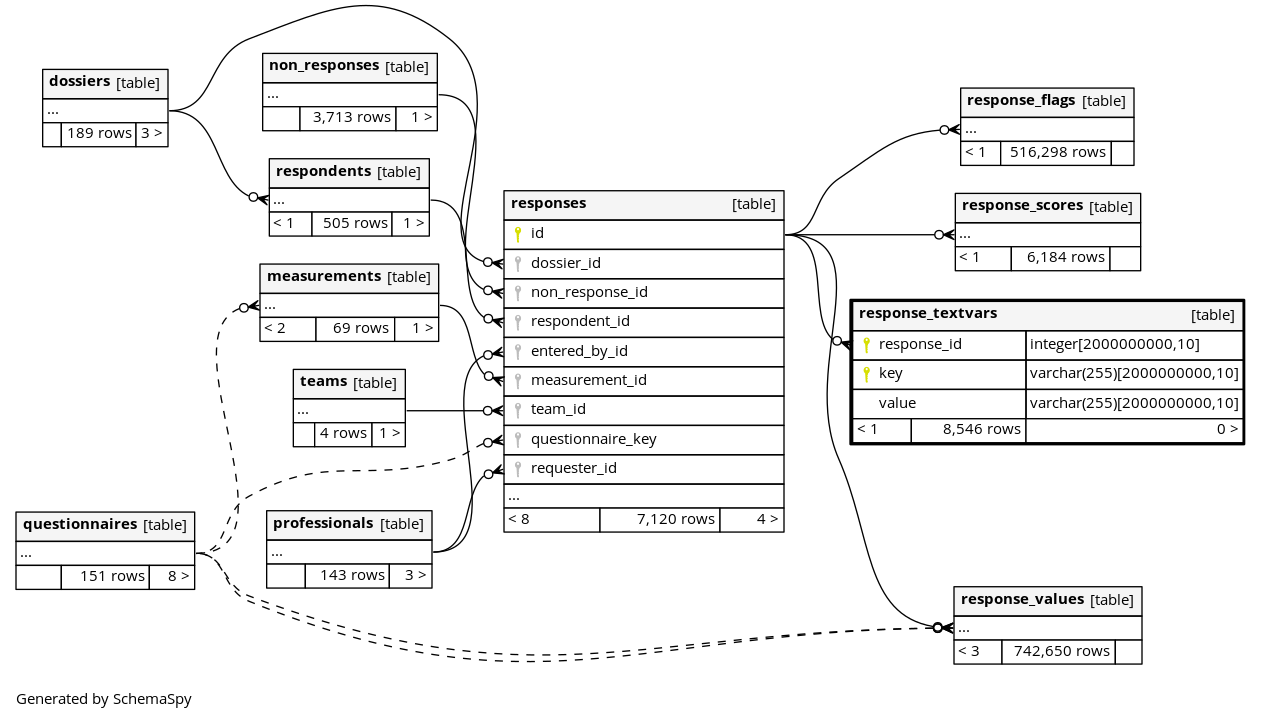 dossiers [table]
...
189 rows 3 >
non_responses [table]
...
3,713 rows 1 >
respondents [table]
...
< 1 505 rows 1 >
measurements [table]
...
< 2 69 rows 1 >
teams [table]
...
4 rows 1 >
questionnaires [table]
...
151 rows 8 >
professionals [table]
...
143 rows 3 >
responses [table]
id
dossier_id
non_response_id
respondent_id
entered_by_id
measurement_id
team_id
questionnaire_key
requester_id
...
< 8 7,120 rows 4 >
response_flags [table]
...
< 1 516,298 rows
response_scores [table]
...
< 1 6,184 rows
response_textvars [table]
response_id integer[2000000000,10]
key varchar(255)[2000000000,10]
value varchar(255)[2000000000,10]
< 1 8,546 rows 0 >
response_values [table]
...
< 3 742,650 rows
Generated by SchemaSpy